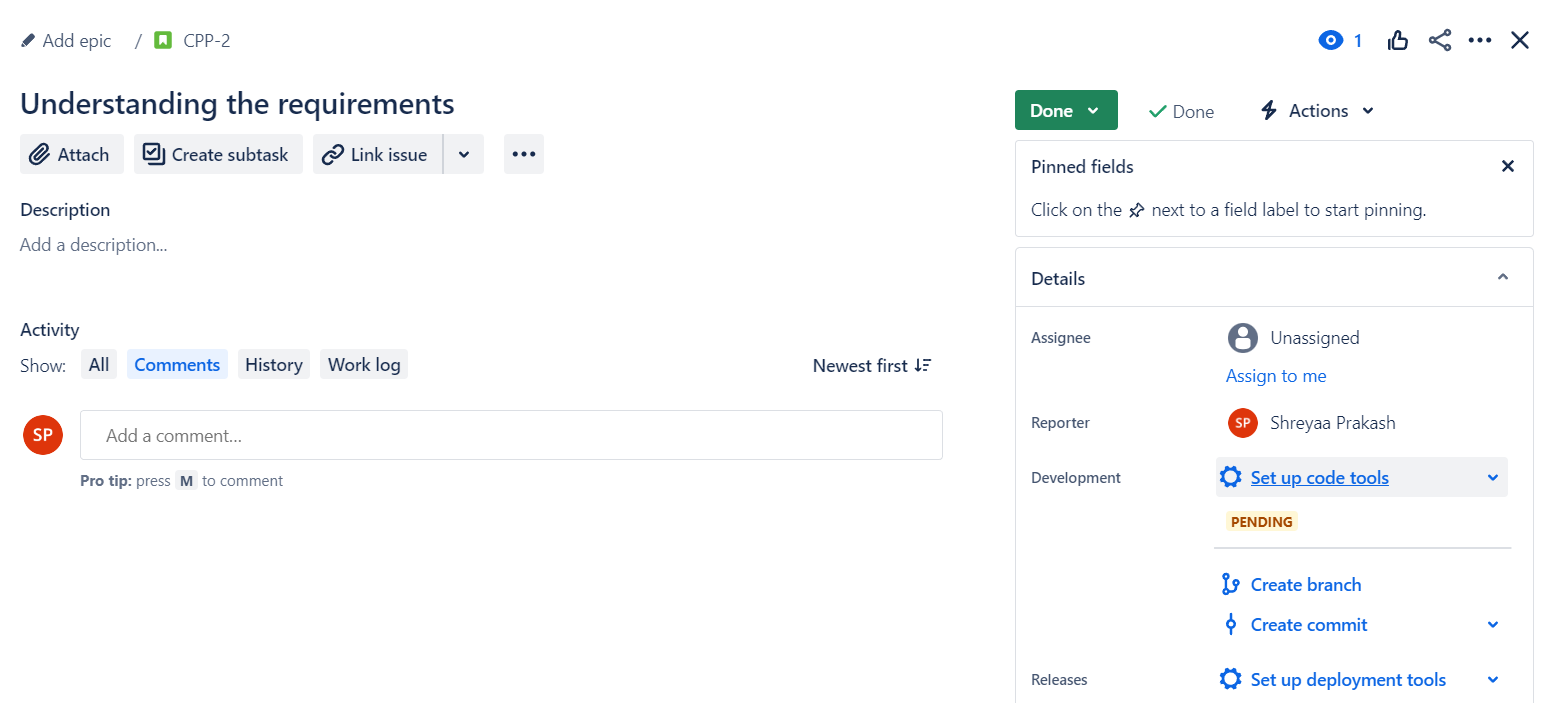 Add epic / CPP-2
1
Understanding the requirements
Attach Create subtask Link issue
Description
Add a description...
Activity
Show: All Comments History Work log Newest first
SP Add a comment...
Pro tip: press M to comment
Done Done Actions
Pinned fields
Click on the next to a field label to start pinning.
Details
Assignee Unassigned
Assign to me
Reporter SP Shreyaa Prakash
Development Set up code tools
PENDING
Create branch
Create commit
Releases Set up deployment tools